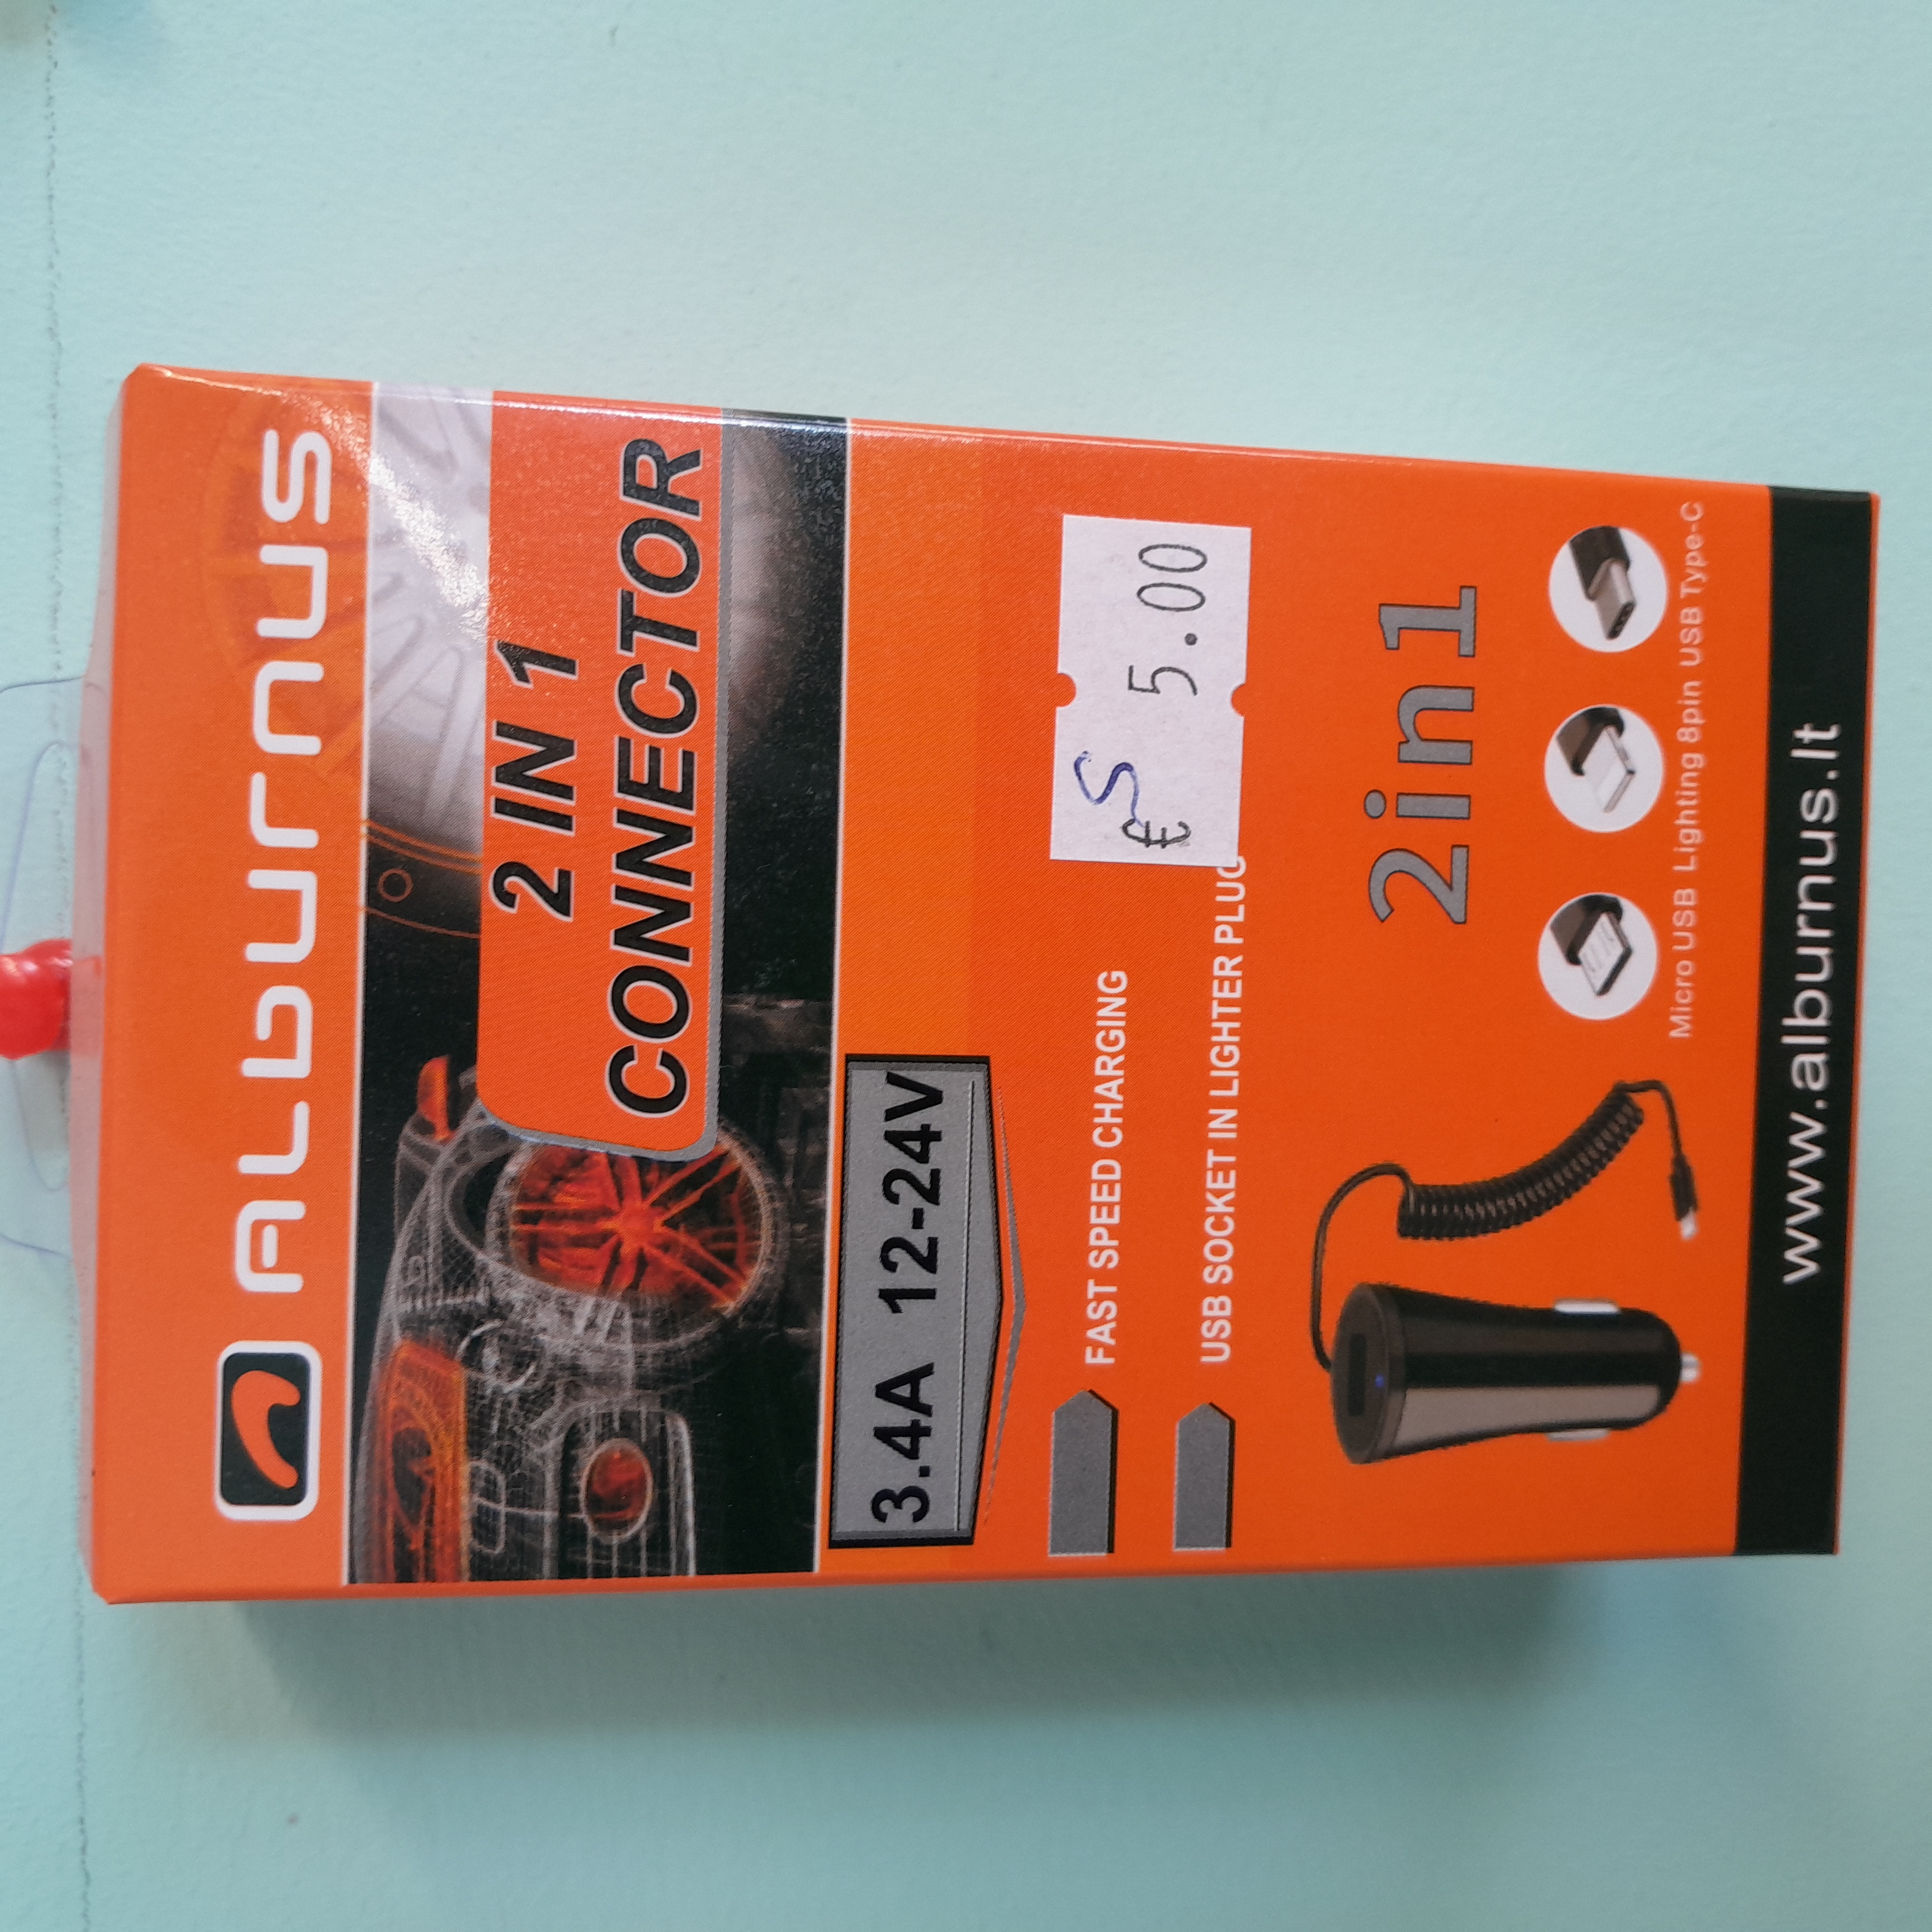 ALburnus
2 IN 1
CONNECTOR
3.4A 12-24V
FAST SPEED CHARGING
USB SOCKET IN LIGHTER PLUG
€ 5.00
S
2in1
Micro USB Lighting 8pin USB Type-C
www.alburnus.lt